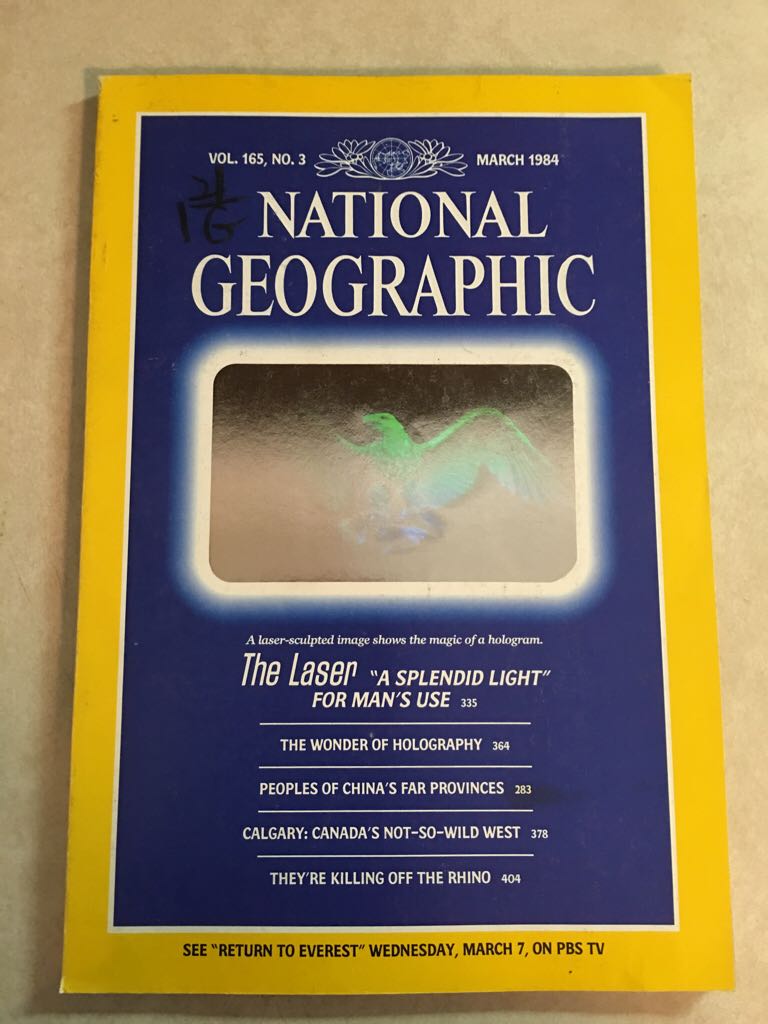 VOL. 165, NO. 3 MARCH 1984
NATIONAL
GEOGRAPHIC
A laser-sculpted image shows the magic of a hologram.
The Laser "A SPLENDID LIGHT"
FOR MAN'S USE 335
THE WONDER OF HOLOGRAPHY 364
PEOPLES OF CHINA'S FAR PROVINCES 283
CALGARY: CANADA'S NOT-SO-WILD WEST 378
THEY'RE KILLING OFF THE RHINO 404
SEE "RETURN TO EVEREST" WEDNESDAY, MARCH 7, ON PBS TV